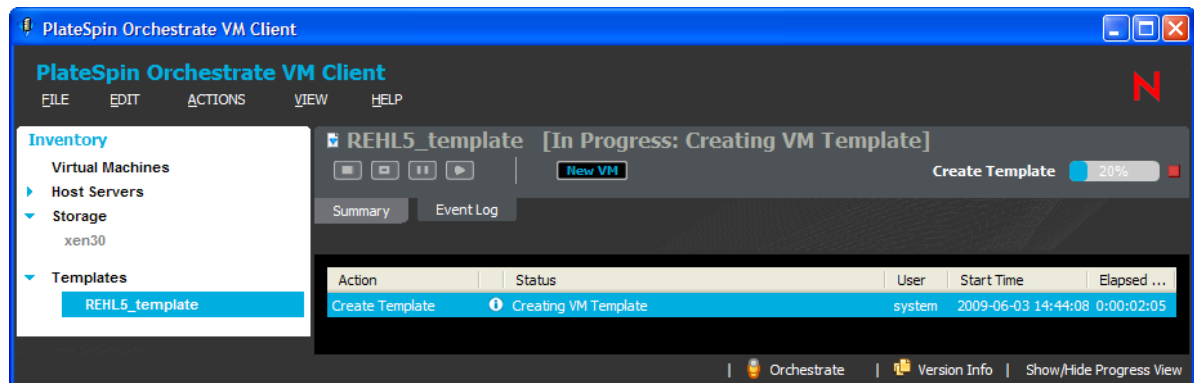 PlateSpin Orchestrate VM Client
PlateSpin Orchestrate VM Client
FILE EDIT ACTIONS VIEW HELP
N
Inventory
Virtual Machines
Host Servers
Storage
xen30
Templates
REHL5_template
REHL5_template [In Progress: Creating VM Template]
New VM
Create Template 20%
Summary Event Log
Action Status User Start Time Elapsed ...
Create Template Creating VM Template system 2009-06-03 14:44:08 0:00:02:05
| Orchestrate | Version Info | Show/Hide Progress View